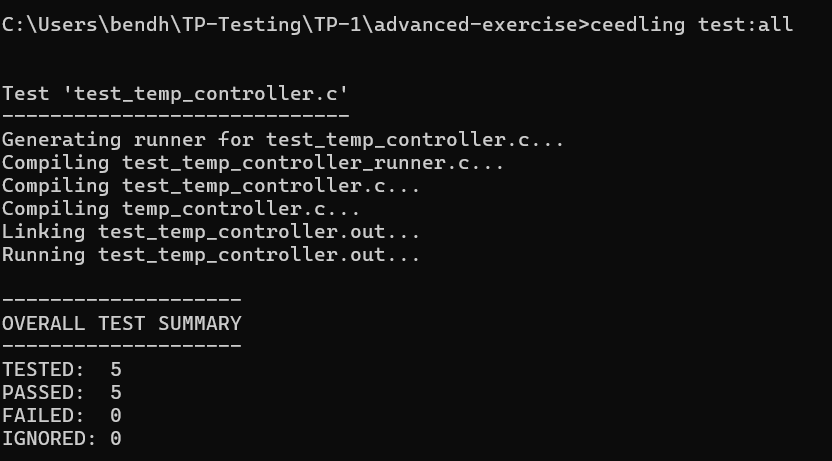 C:\Users\bendh\TP-Testing\TP-1\advanced-exercise>ceedling test:all
Test 'test_temp_controller.c'
-----------------------------
Generating runner for test_temp_controller.c...
Compiling test_temp_controller_runner.c...
Compiling test_temp_controller.c...
Compiling temp_controller.c...
Linking test_temp_controller.out...
Running test_temp_controller.out...
--------------------
OVERALL TEST SUMMARY
--------------------
TESTED:  5
PASSED:  5
FAILED:  0
IGNORED: 0